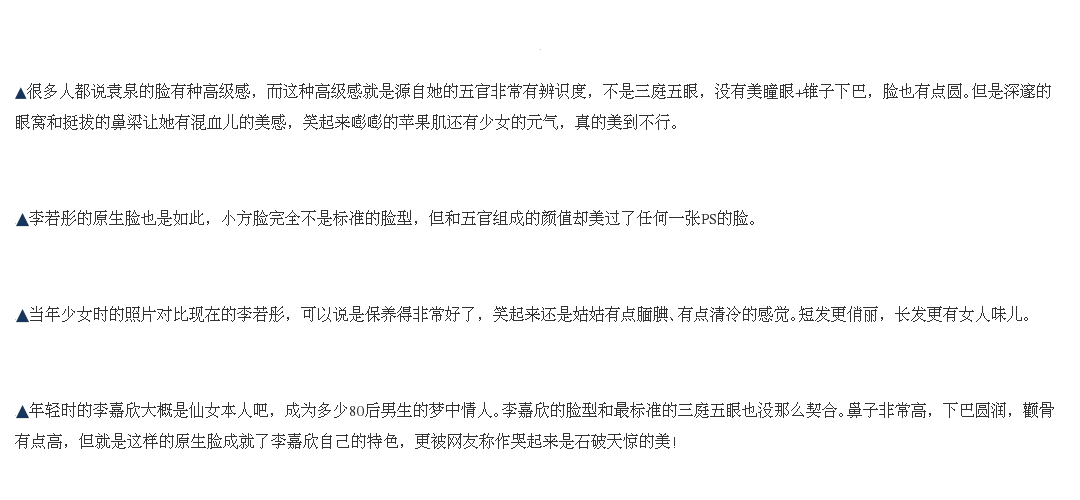 ▲很多人都说袁泉的脸有种高级感，而这种高级感就是源自她的五官非常有辨识度，不是三庭五眼，没有美瞳眼+锥子下巴，脸也有点圆。但是深邃的
眼窝和挺拔的鼻梁让她有混血儿的美感，笑起来嘭嘭的苹果肌还有少女的元气，真的美到不行。
▲李若彤的原生脸也是如此，小方脸完全不是标准的脸型，但和五官组成的颜值却美过了任何一张PS的脸。
▲当年少女时的照片对比现在的李若彤，可以说是保养得非常好了，笑起来还是姑姑有点腼腆、有点清冷的感觉。短发更俏丽，长发更有女人味儿。
▲年轻时的李嘉欣大概是仙女本人吧，成为多少80后男生的梦中情人。李嘉欣的脸型和最标准的三庭五眼也没那么契合。鼻子非常高，下巴圆润，颧骨
有点高，但就是这样的原生脸成就了李嘉欣自己的特色，更被网友称作哭起来是石破天惊的美！